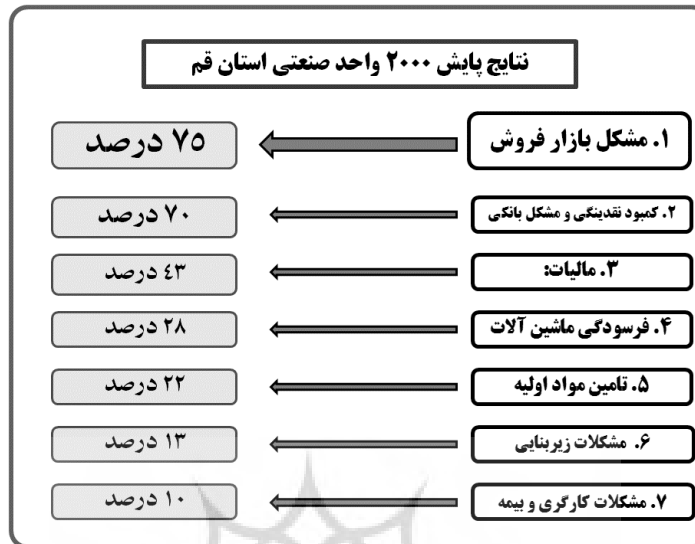 نتایج پایش ۲۰۰۰ واحد صنعتی استان قم
۱. مشکل بازار فروش
۷۵ درصد
۲. کمبود نقدینگی و مشکل بانکی
۷۰ درصد
۳. مالیات:
٤٣ درصد
۴. فرسودگی ماشین آلات
۲۸ درصد
۵. تامین مواد اولیه
۲۲ درصد
۶. مشکلات زیربنایی
۱۳ درصد
۷. مشکلات کارگری و بیمه
۱۰ درصد